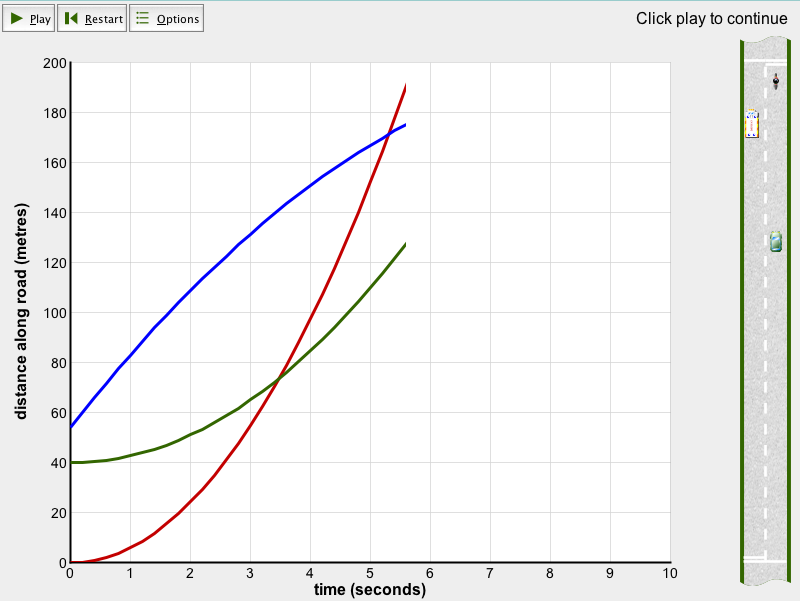 Play Restart Options Click play to continue
200
180
160
140
120
100
80
60
40
20
0
distance along road (metres)
0 1 2 3 4 5 6 7 8 9 10
time (seconds)